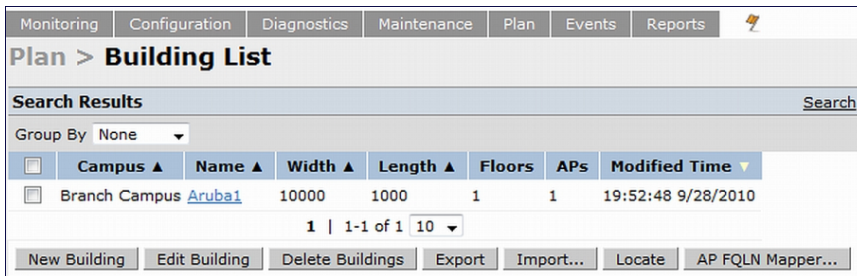 Monitoring Configuration Diagnostics Maintenance Plan Events Reports
Plan > Building List
Search Results Search
Group By None
Campus ▲ Name ▲ Width ▲ Length ▲ Floors APs Modified Time ▼
Branch Campus Aruba1 10000 1000 1 1 19:52:48 9/28/2010
1 | 1-1 of 1 10
New Building Edit Building Delete Buildings Export Import... Locate AP FQLN Mapper...